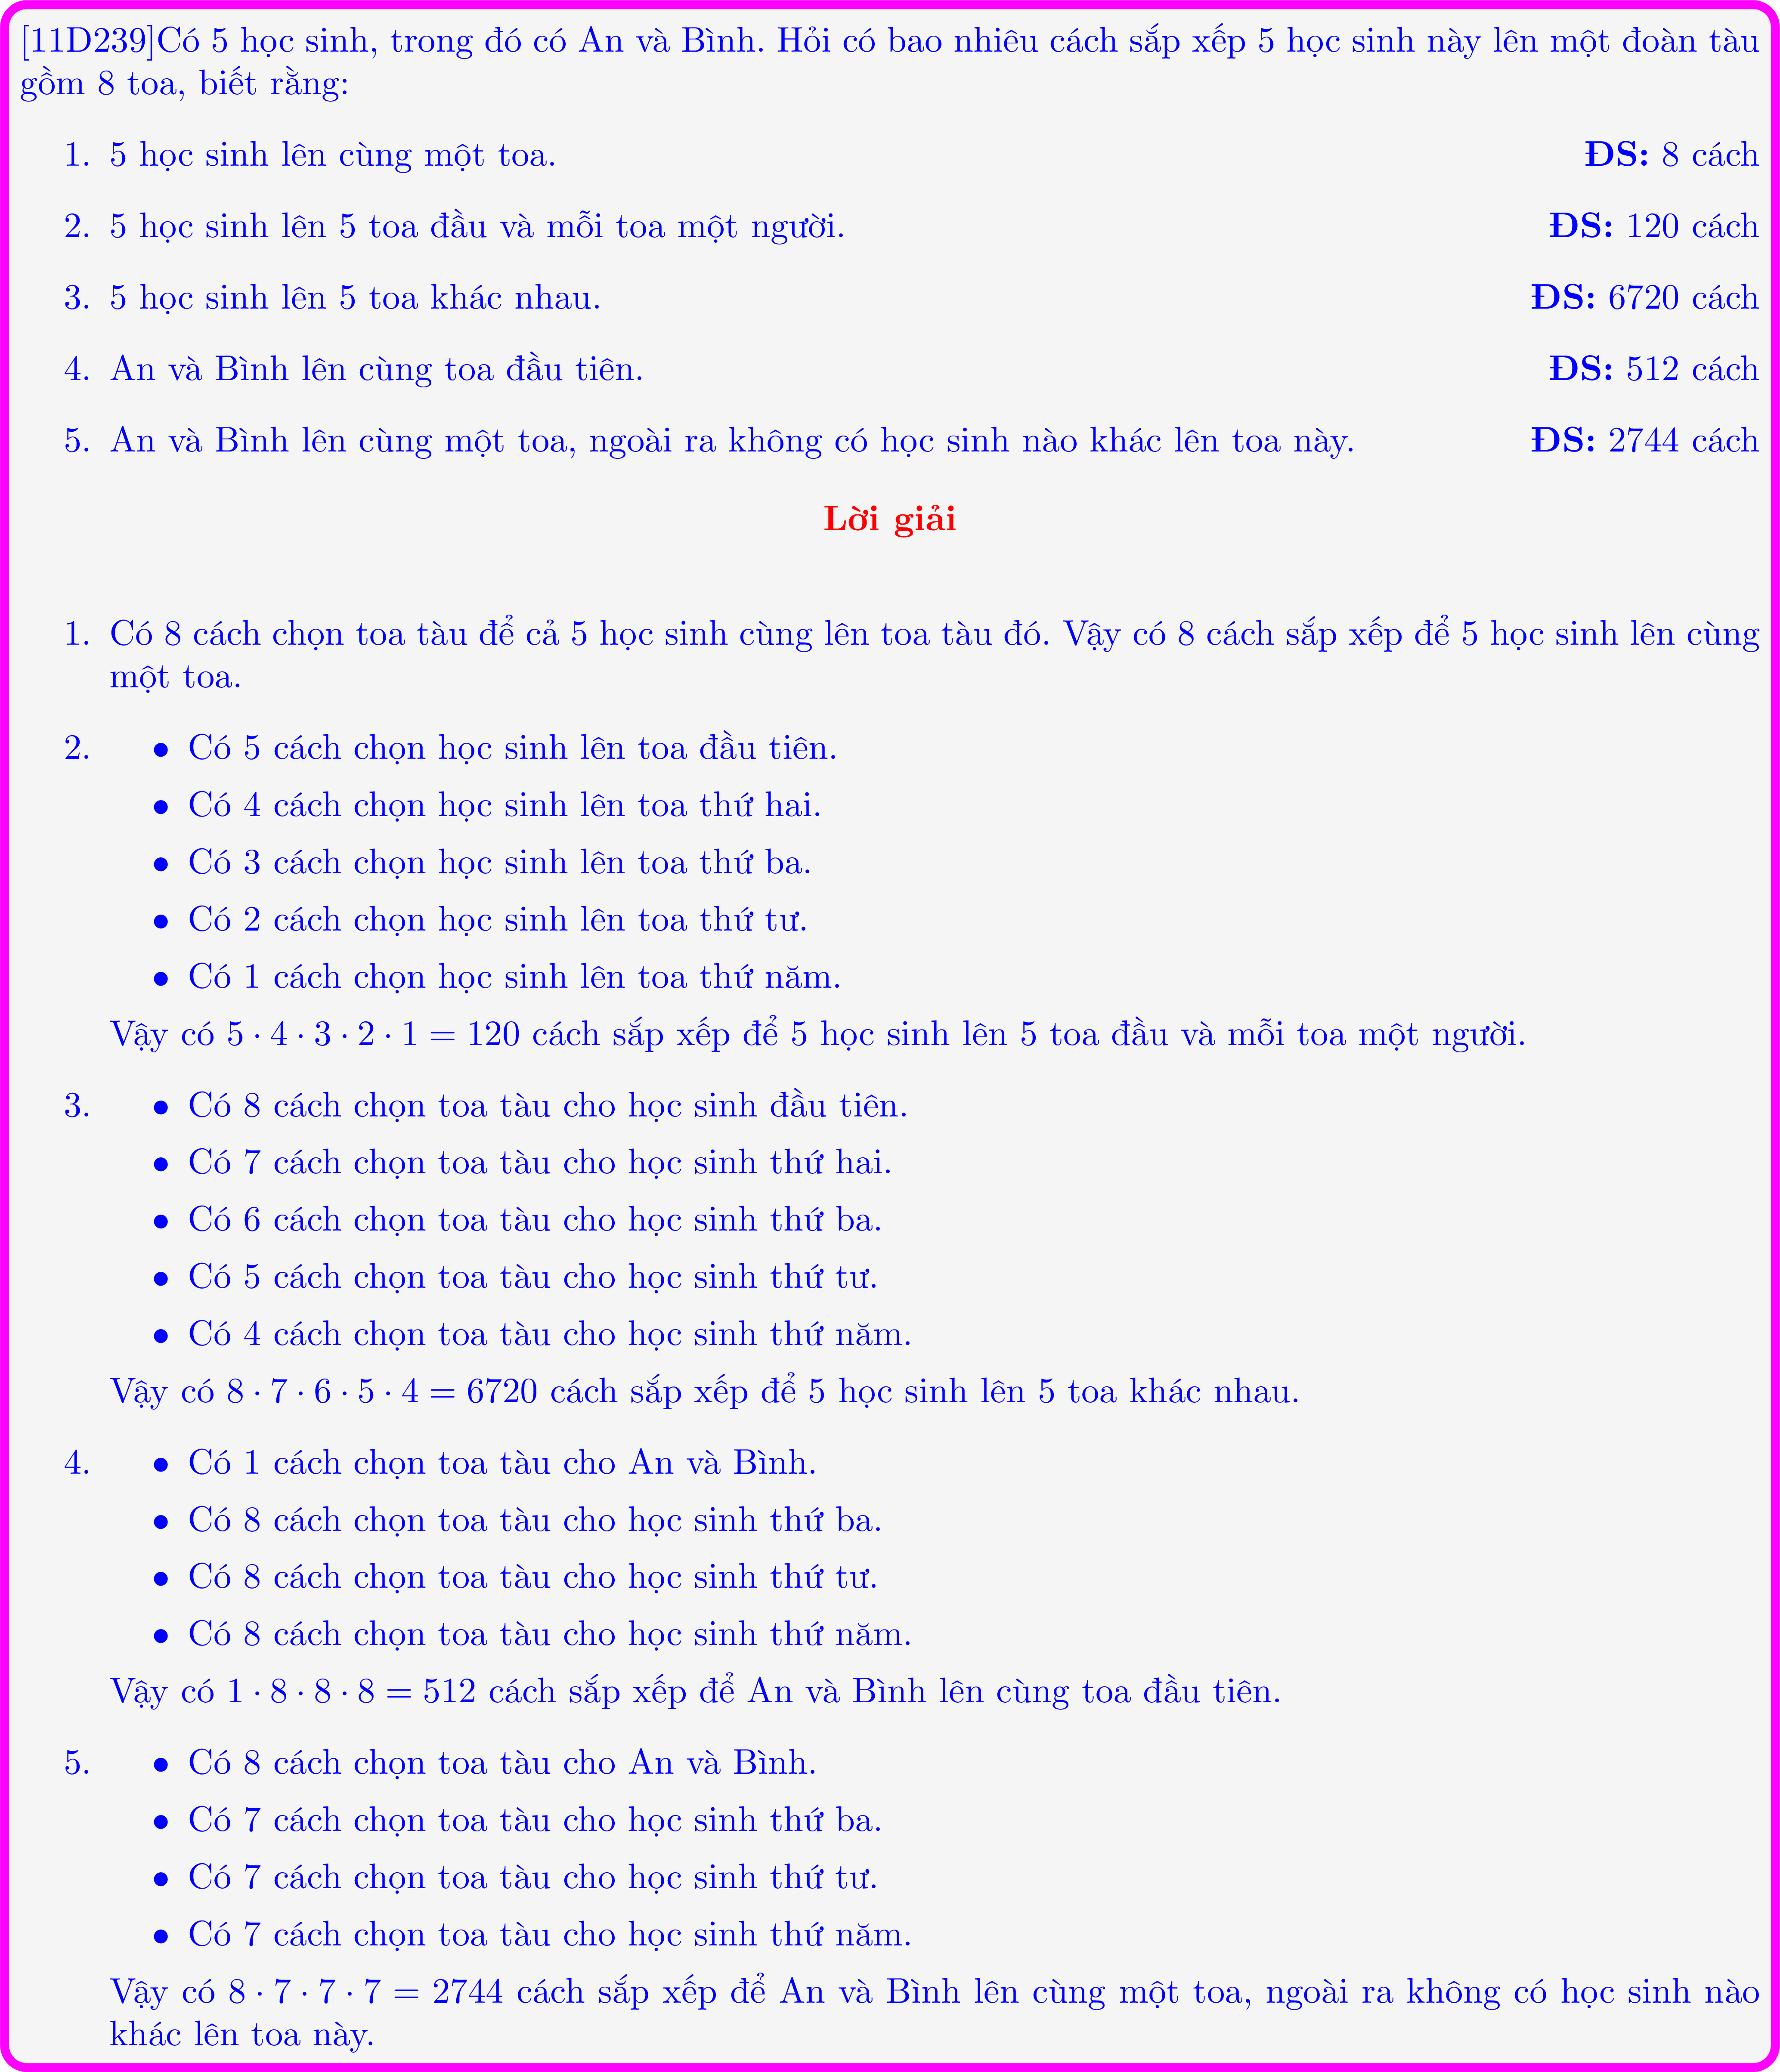 [11D239]Có 5 học sinh, trong đó có An và Bình. Hỏi có bao nhiêu cách sắp xếp 5 học sinh này lên một đoàn tàu
gồm 8 toa, biết rằng:
1. 5 học sinh lên cùng một toa. ĐS: 8 cách
2. 5 học sinh lên 5 toa đầu và mỗi toa một người. ĐS: 120 cách
3. 5 học sinh lên 5 toa khác nhau. ĐS: 6720 cách
4. An và Bình lên cùng toa đầu tiên. ĐS: 512 cách
5. An và Bình lên cùng một toa, ngoài ra không có học sinh nào khác lên toa này. ĐS: 2744 cách
Lời giải
1. Có 8 cách chọn toa tàu để cả 5 học sinh cùng lên toa tàu đó. Vậy có 8 cách sắp xếp để 5 học sinh lên cùng
một toa.
2. • Có 5 cách chọn học sinh lên toa đầu tiên.
• Có 4 cách chọn học sinh lên toa thứ hai.
• Có 3 cách chọn học sinh lên toa thứ ba.
• Có 2 cách chọn học sinh lên toa thứ tư.
• Có 1 cách chọn học sinh lên toa thứ năm.
Vậy có 5 · 4 · 3 · 2 · 1 = 120 cách sắp xếp để 5 học sinh lên 5 toa đầu và mỗi toa một người.
3. • Có 8 cách chọn toa tàu cho học sinh đầu tiên.
• Có 7 cách chọn toa tàu cho học sinh thứ hai.
• Có 6 cách chọn toa tàu cho học sinh thứ ba.
• Có 5 cách chọn toa tàu cho học sinh thứ tư.
• Có 4 cách chọn toa tàu cho học sinh thứ năm.
Vậy có 8 · 7 · 6 · 5 · 4 = 6720 cách sắp xếp để 5 học sinh lên 5 toa khác nhau.
4. • Có 1 cách chọn toa tàu cho An và Bình.
• Có 8 cách chọn toa tàu cho học sinh thứ ba.
• Có 8 cách chọn toa tàu cho học sinh thứ tư.
• Có 8 cách chọn toa tàu cho học sinh thứ năm.
Vậy có 1 · 8 · 8 · 8 = 512 cách sắp xếp để An và Bình lên cùng toa đầu tiên.
5. • Có 8 cách chọn toa tàu cho An và Bình.
• Có 7 cách chọn toa tàu cho học sinh thứ ba.
• Có 7 cách chọn toa tàu cho học sinh thứ tư.
• Có 7 cách chọn toa tàu cho học sinh thứ năm.
Vậy có 8 · 7 · 7 · 7 = 2744 cách sắp xếp để An và Bình lên cùng một toa, ngoài ra không có học sinh nào
khác lên toa này.